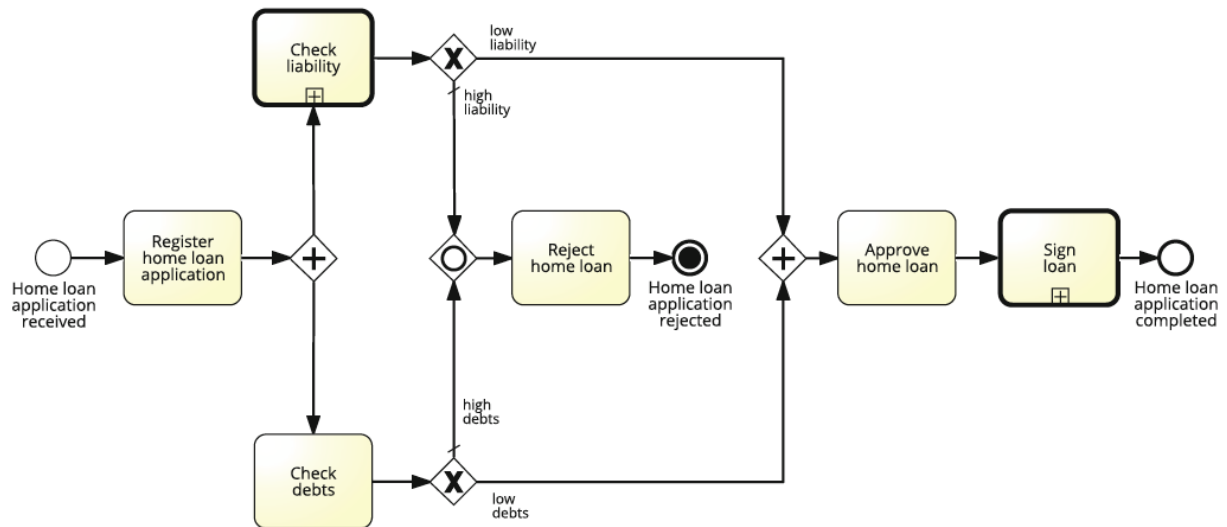 Check
liability
low
liability
high
liability
Register
home loan
application
Reject
home loan
Approve
home loan
Sign
loan
Home loan
application
received
Home loan
application
rejected
Home loan
application
completed
high
debts
Check
debts
low
debts